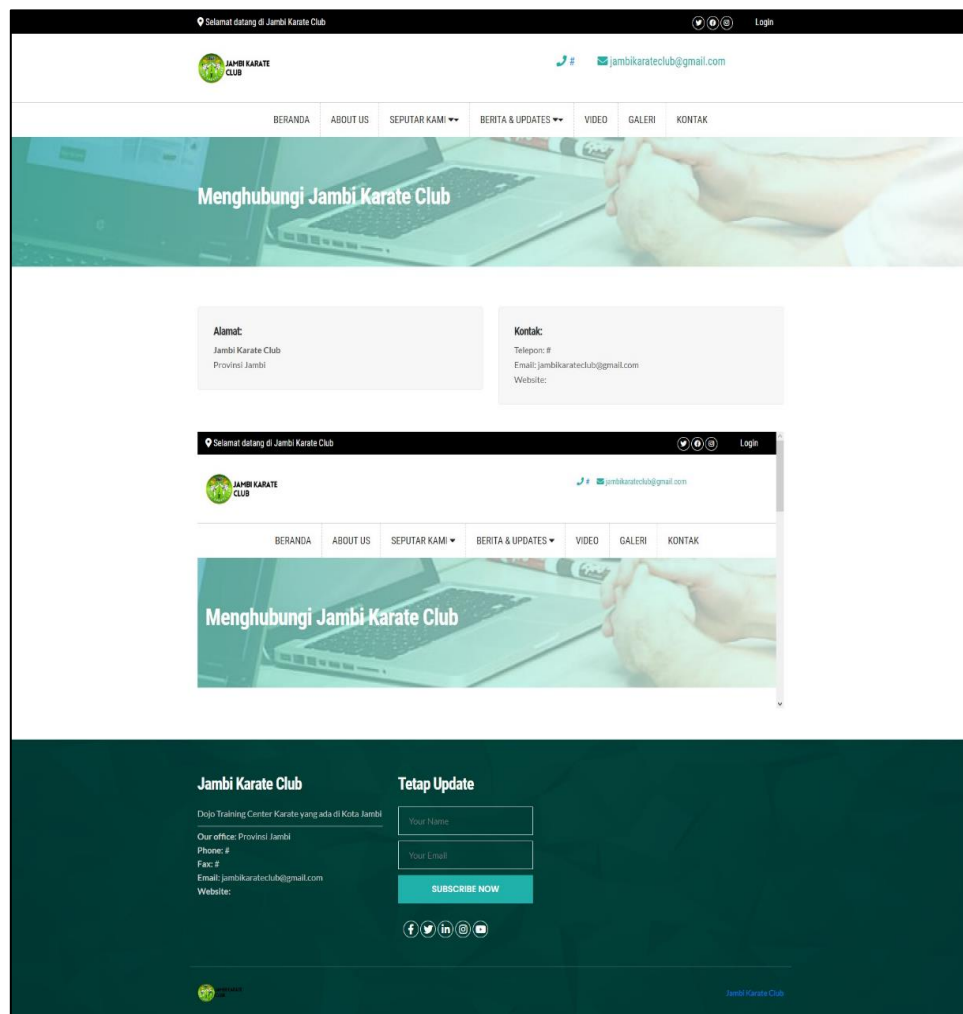 Selamat datang di Jambi Karate Club
Login
JAMBI KARATE
CLUB
#
jambikarateclub@gmail.com
BERANDA ABOUT US SEPUTAR KAMI BERITA & UPDATES VIDEO GALERI KONTAK
Menghubungi Jambi Karate Club
Alamat:
Jambi Karate Club
Provinsi Jambi
Kontak:
Telepon: #
Email: jambikarateclub@gmail.com
Website:
Selamat datang di Jambi Karate Club
Login
JAMBI KARATE
CLUB
#
jambikarateclub@gmail.com
BERANDA ABOUT US SEPUTAR KAMI BERITA & UPDATES VIDEO GALERI KONTAK
Menghubungi Jambi Karate Club
Jambi Karate Club
Dojo Training Center Karate yang ada di Kota Jambi
Our office: Provinsi Jambi
Phone: #
Fax: #
Email: jambikarateclub@gmail.com
Website:
Tetap Update
Your Name
Your Email
SUBSCRIBE NOW
Jambi Karate Club